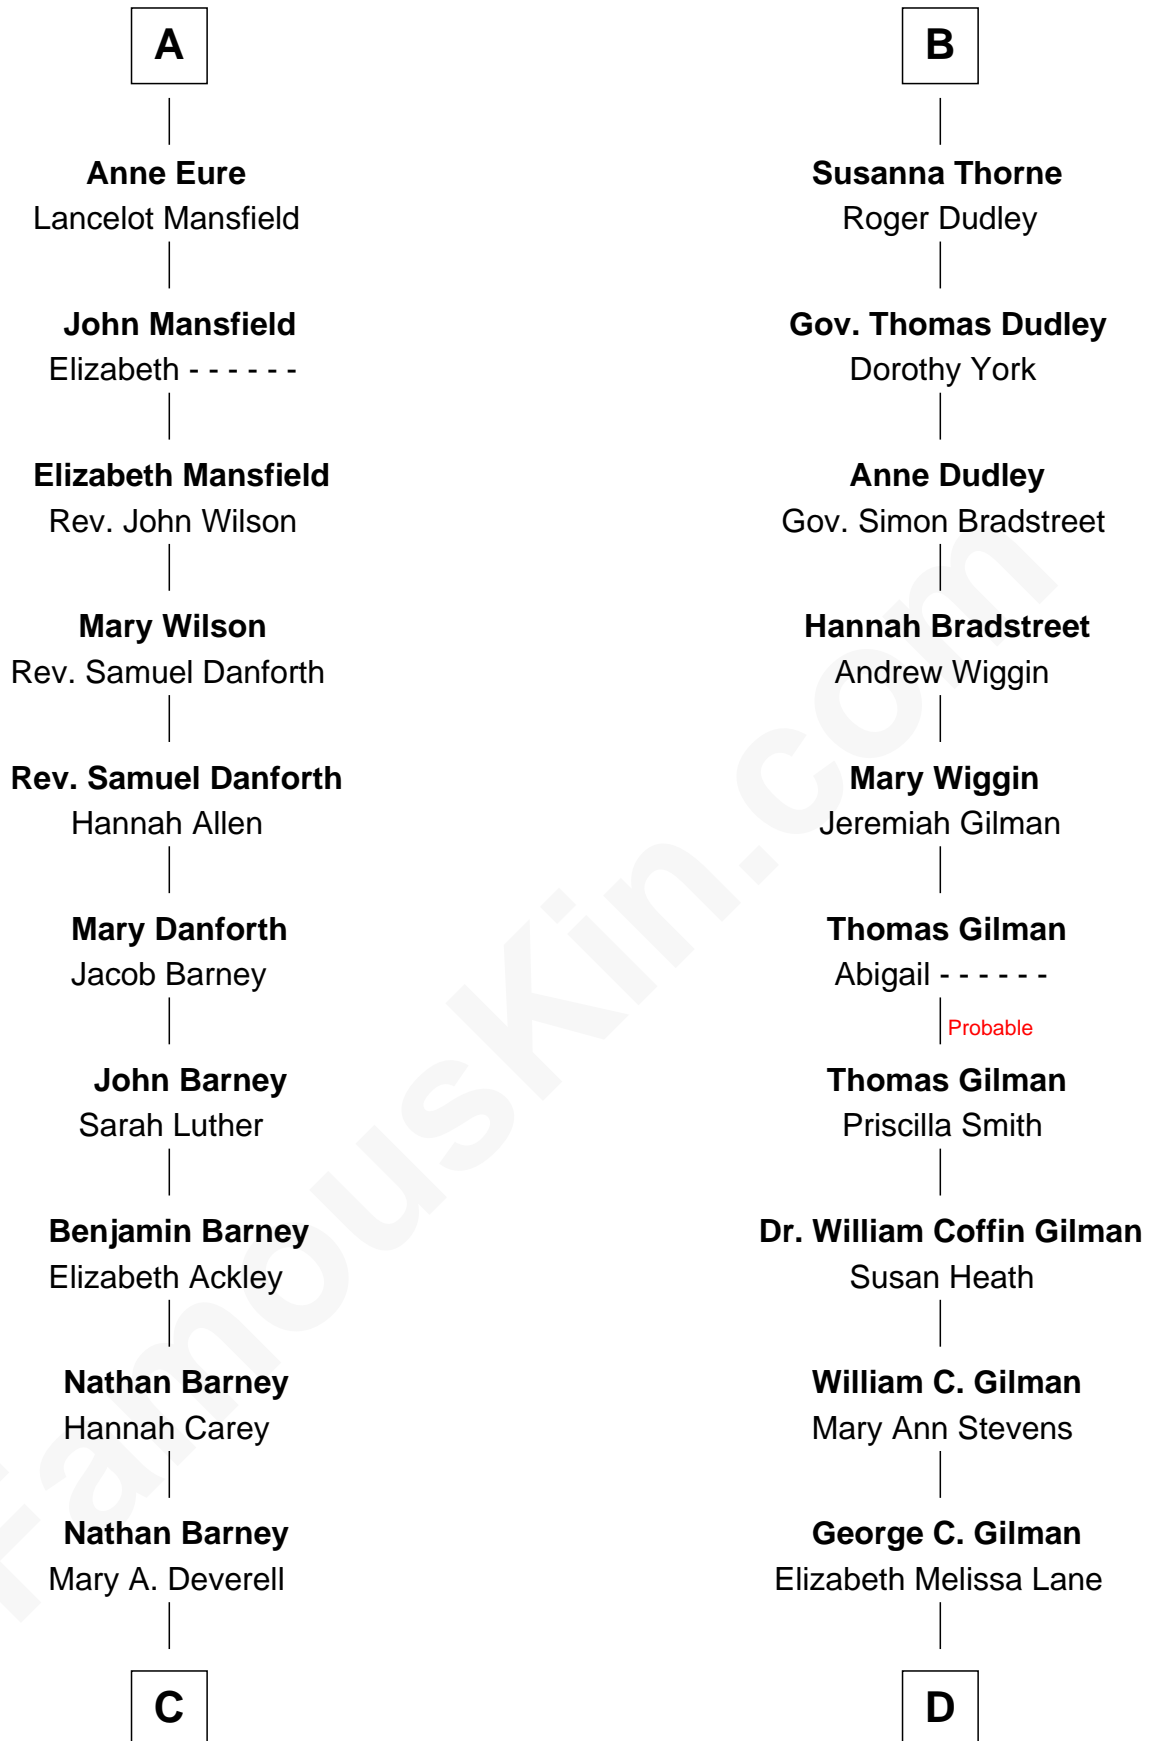 A
Anne Eure
Lancelot Mansfield
John Mansfield
Elizabeth - - - - - -
Elizabeth Mansfield
Rev. John Wilson
Mary Wilson
Rev. Samuel Danforth
Rev. Samuel Danforth
Hannah Allen
Mary Danforth
Jacob Barney
John Barney
Sarah Luther
Benjamin Barney
Elizabeth Ackley
Nathan Barney
Hannah Carey
Nathan Barney
Mary A. Deverell
C
B
Susanna Thorne
Roger Dudley
Gov. Thomas Dudley
Dorothy York
Anne Dudley
Gov. Simon Bradstreet
Hannah Bradstreet
Andrew Wiggin
Mary Wiggin
Jeremiah Gilman
Thomas Gilman
Abigail - - - - - -
Probable
Thomas Gilman
Priscilla Smith
Dr. William Coffin Gilman
Susan Heath
William C. Gilman
Mary Ann Stevens
George C. Gilman
Elizabeth Melissa Lane
D
FamousKin.com